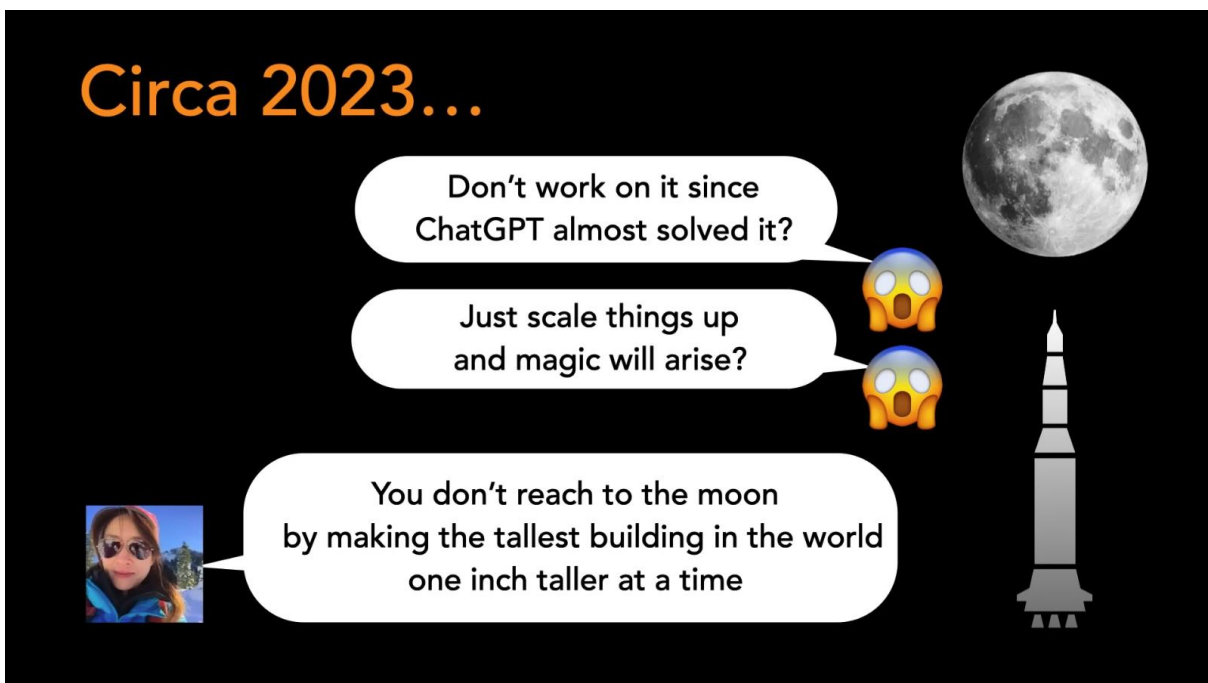 Circa 2023…
Don’t work on it since
ChatGPT almost solved it?
Just scale things up
and magic will arise?
You don’t reach to the moon
by making the tallest building in the world
one inch taller at a time